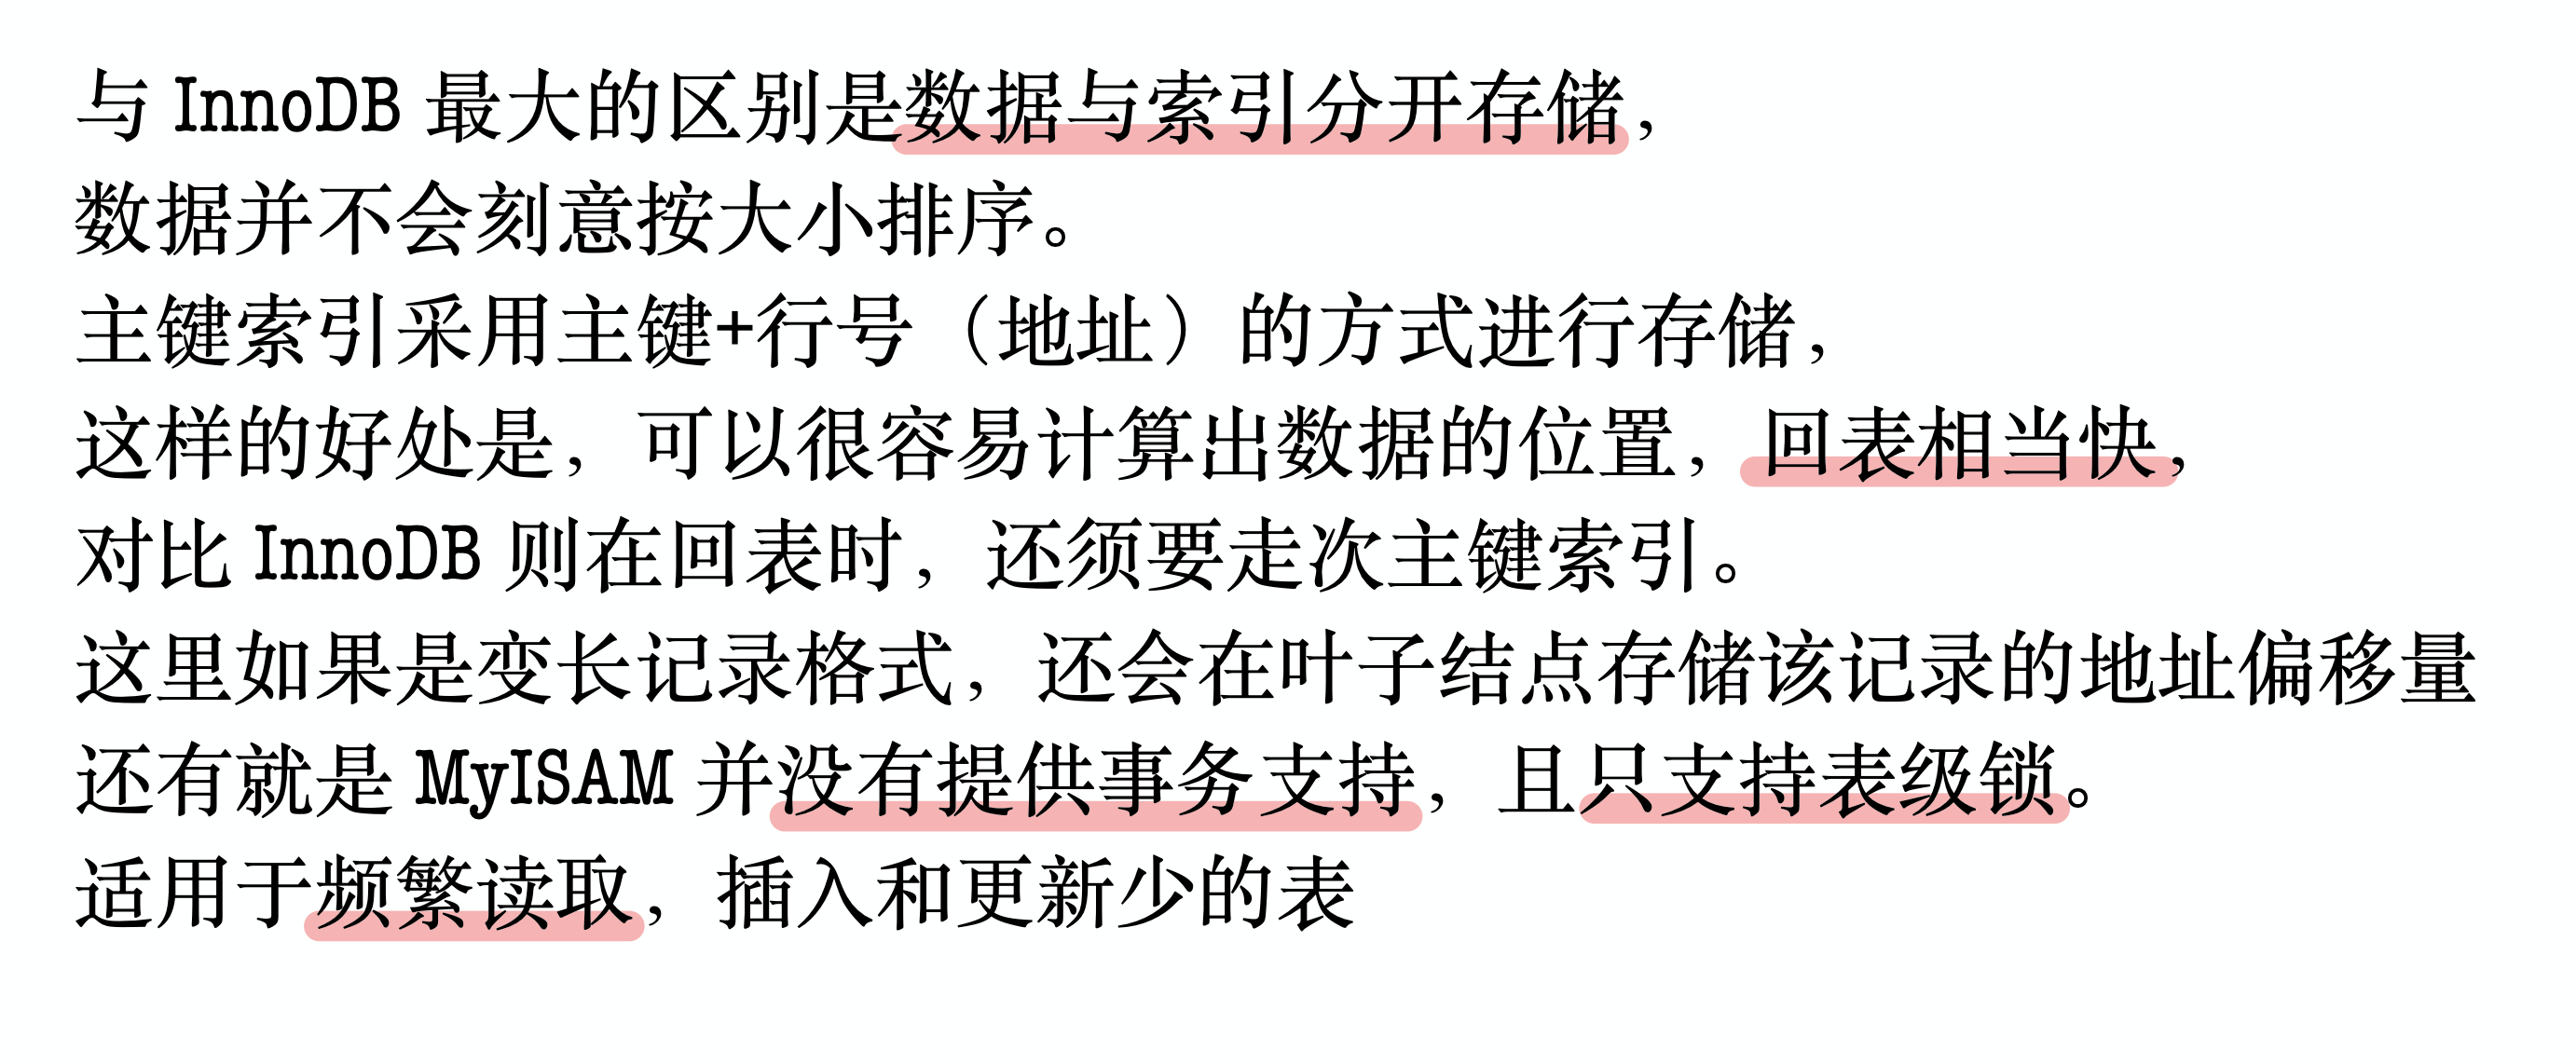 与 InnoDB 最大的区别是数据与索引分开存储，
数据并不会刻意按大小排序。
主键索引采用主键+行号（地址）的方式进行存储，
这样的好处是，可以很容易计算出数据的位置，回表相当快，
对比 InnoDB 则在回表时，还须要走次主键索引。
这里如果是变长记录格式，还会在叶子结点存储该记录的地址偏移量
还有就是 MyISAM 并没有提供事务支持，且只支持表级锁。
适用于频繁读取，插入和更新少的表